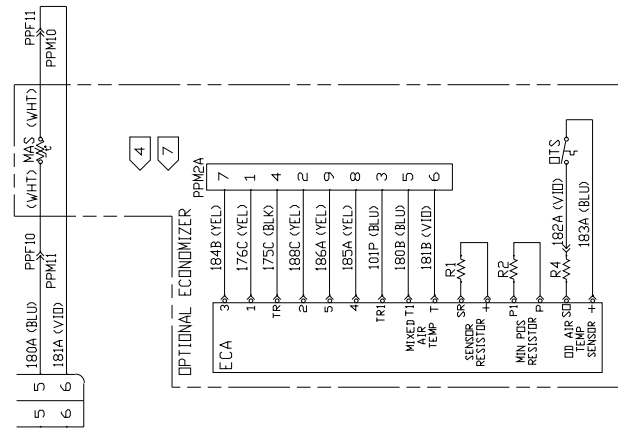 5 5 180A (BLU) PPF10 (WHT) MAS (WHT) PPF11
6 6 181A (VIO) PPM11 PPM10
4
7
OPTIONAL ECONOMIZER
PPM2A
ECA
3 184B (YEL) 7
1 176C (YEL) 1
TR 175C (BLK) 4
2 188C (YEL) 2
5 186A (YEL) 9
4 185A (YEL) 8
TR1 101P (BLU) 3
MIXED AIR TEMP
T1 180B (BLU) 5
T 181B (VIO) 6
SENSOR RESISTOR
SR R1
+
MIN POS RESISTOR
P1 R2
P
OD AIR TEMP SENSOR
SO R4 182A (VIO) OTS
+ 183A (BLU)